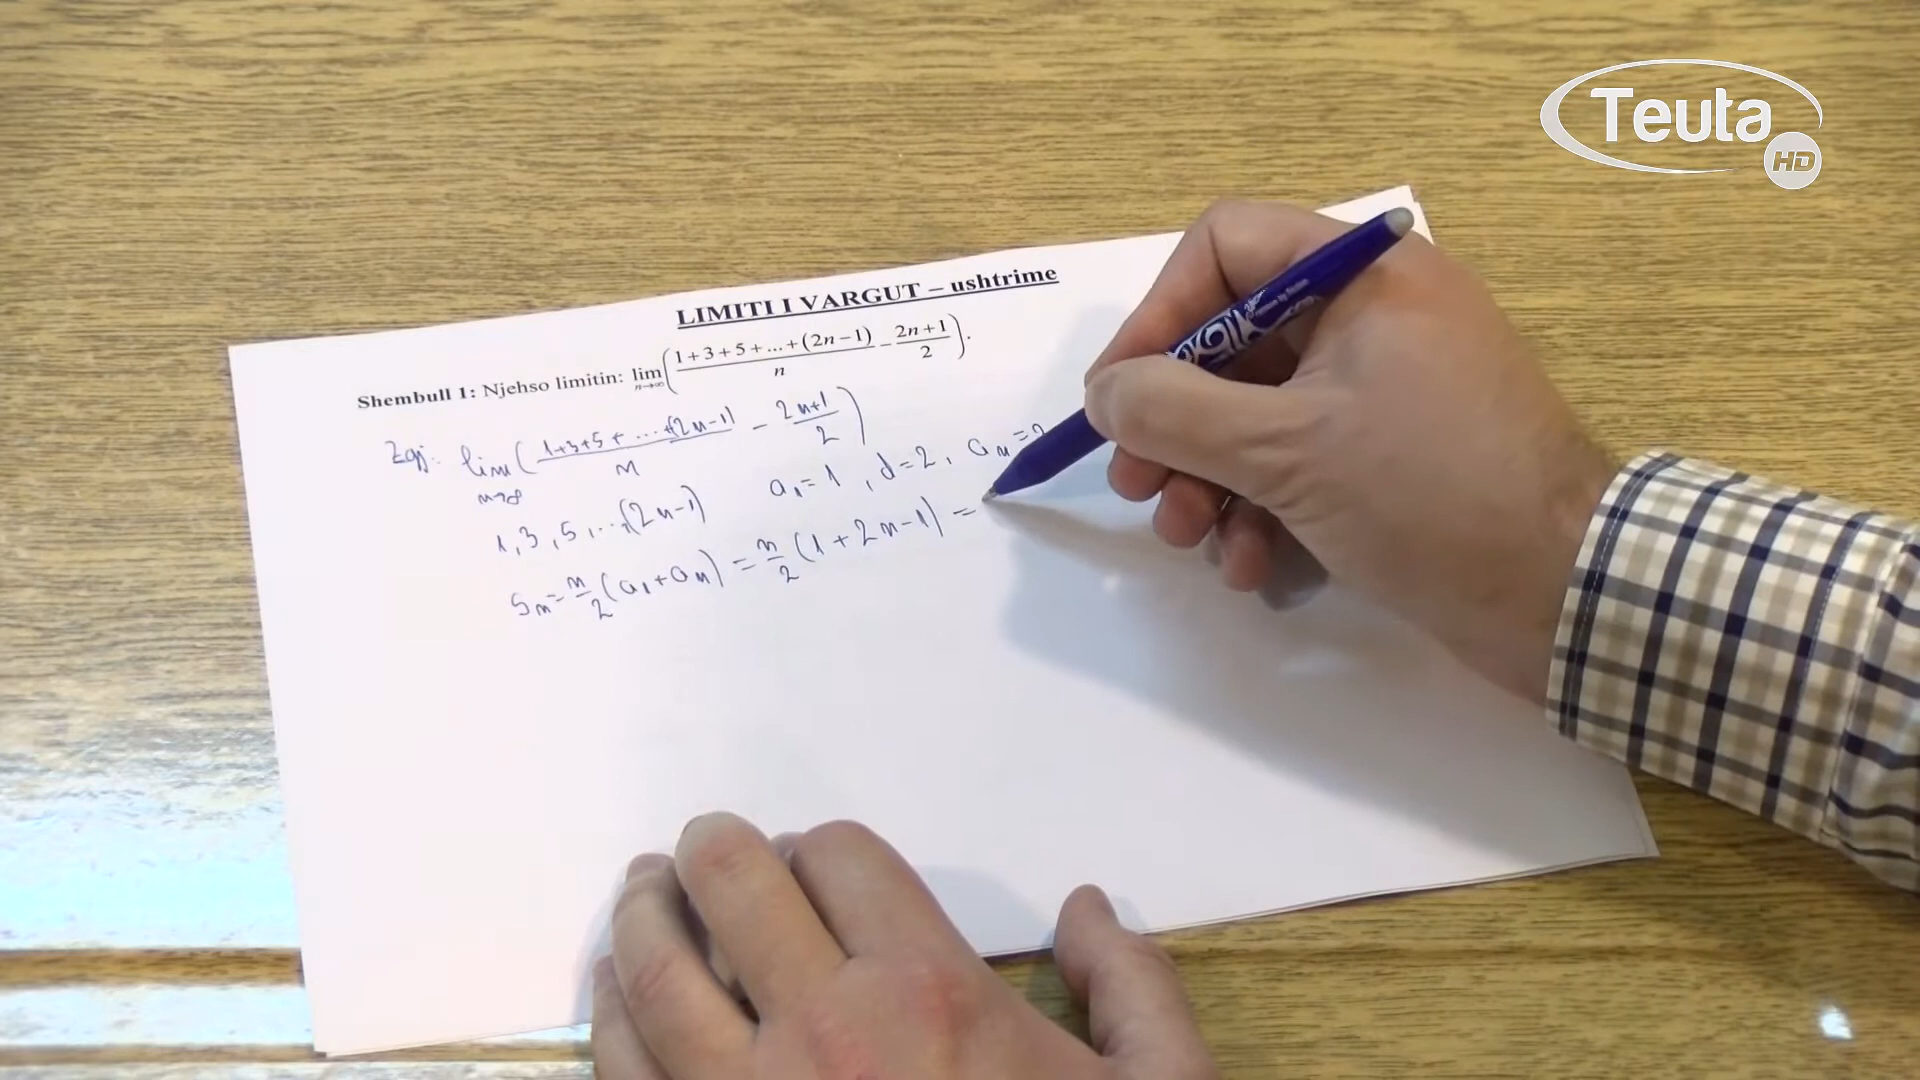 Teuta
HD
LIMITI I VARGUT – ushtrime
Shembull 1: Njehso limitin: lim n→∞ ( (1+3+5+...+(2n−1))/n − (2n+1)/2 ).
Zgj: lim n→∞ ( (1+3+5+...+(2n-1))/n − (2n+1)/2 )
1,3,5,...,(2n-1) a₁=1, d=2, aₙ=2
Sₙ=n/2(a₁+aₙ)=n/2(1+2n-1)=